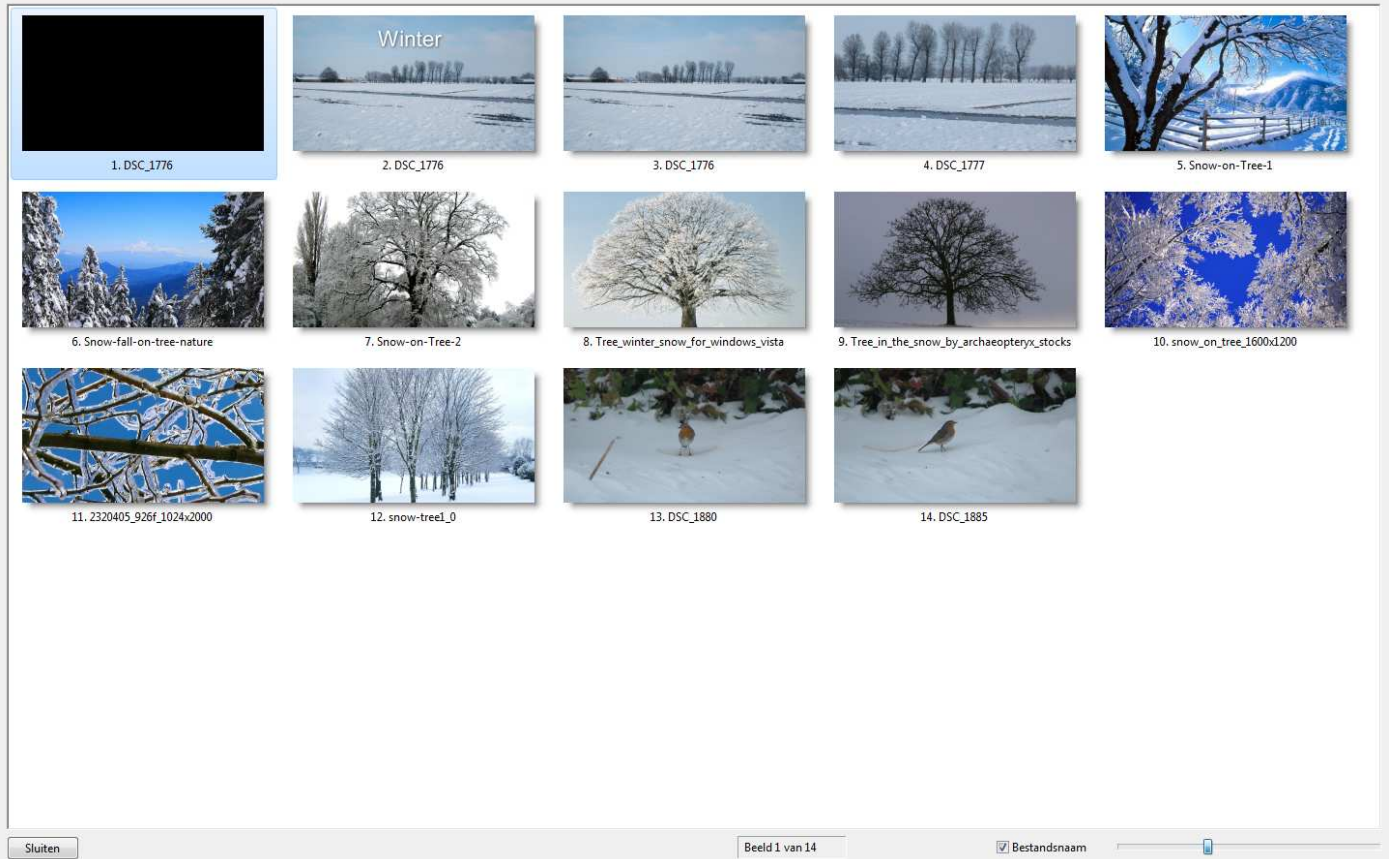 Winter
1. DSC_1776
2. DSC_1776
3. DSC_1776
4. DSC_1777
5. Snow-on-Tree-1
6. Snow-fall-on-tree-nature
7. Snow-on-Tree-2
8. Tree_winter_snow_for_windows_vista
9. Tree_in_the_snow_by_archaeopteryx_stocks
10. snow_on_tree_1600x1200
11. 2320405_926f_1024x2000
12. snow-tree1_0
13. DSC_1880
14. DSC_1885
Sluiten
Beeld 1 van 14
Bestandsnaam